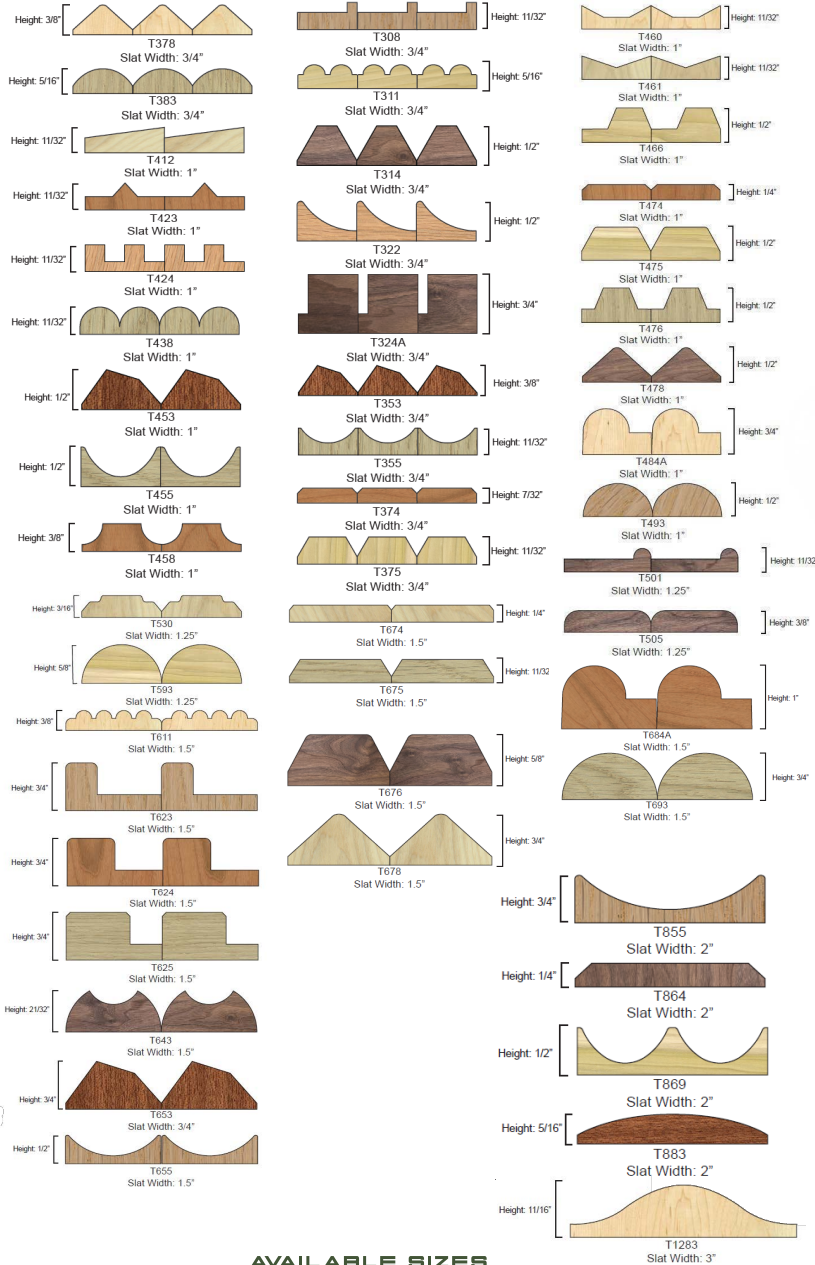 Height: 3/8"
T378
Slat Width: 3/4"
Height: 5/16"
T383
Slat Width: 3/4"
Height: 11/32"
T412
Slat Width: 1"
Height: 11/32"
T423
Slat Width: 1"
Height: 11/32"
T424
Slat Width: 1"
Height: 11/32"
T438
Slat Width: 1"
Height: 1/2"
T453
Slat Width: 1"
Height: 1/2"
T455
Slat Width: 1"
Height: 3/8"
T458
Slat Width: 1"
Height: 3/16"
T530
Slat Width: 1.25"
Height: 5/8"
T593
Slat Width: 1.25"
Height: 3/8"
T611
Slat Width: 1.5"
Height: 3/4"
T623
Slat Width: 1.5"
Height: 3/4"
T624
Slat Width: 1.5"
Height: 3/4"
T625
Slat Width: 1.5"
Height: 21/32"
T643
Slat Width: 1.5"
Height: 3/4"
T653
Slat Width: 3/4"
Height: 1/2"
T655
Slat Width: 1.5"
Height: 11/32"
T308
Slat Width: 3/4"
Height: 5/16"
T311
Slat Width: 3/4"
Height: 1/2"
T314
Slat Width: 3/4"
Height: 1/2"
T322
Slat Width: 3/4"
Height: 3/4"
T324A
Slat Width: 3/4"
Height: 3/8"
T353
Slat Width: 3/4"
Height: 11/32"
T355
Slat Width: 3/4"
Height: 7/32"
T374
Slat Width: 3/4"
Height: 11/32"
T375
Slat Width: 3/4"
Height: 1/4"
T674
Slat Width: 1.5"
Height: 11/32
T675
Slat Width: 1.5"
Height: 5/8"
T676
Slat Width: 1.5"
Height: 3/4"
T678
Slat Width: 1.5"
Height: 11/32"
T460
Slat Width: 1"
Height: 11/32"
T461
Slat Width: 1"
Height: 1/2"
T466
Slat Width: 1"
Height: 1/4"
T474
Slat Width: 1"
Height: 1/2"
T475
Slat Width: 1"
Height: 1/2"
T476
Slat Width: 1"
Height: 1/2"
T478
Slat Width: 1"
Height: 3/4"
T484A
Slat Width: 1"
Height: 1/2"
T493
Slat Width: 1"
Height: 11/32
T501
Slat Width: 1.25"
Height: 3/8"
T505
Slat Width: 1.25"
Height: 1"
T684A
Slat Width: 1.5"
Height: 3/4"
T693
Slat Width: 1.5"
Height: 3/4"
T855
Slat Width: 2"
Height: 1/4"
T864
Slat Width: 2"
Height: 1/2"
T869
Slat Width: 2"
Height: 5/16"
T883
Slat Width: 2"
Height: 11/16"
T1283
Slat Width: 3"
AVAILABLE SIZES